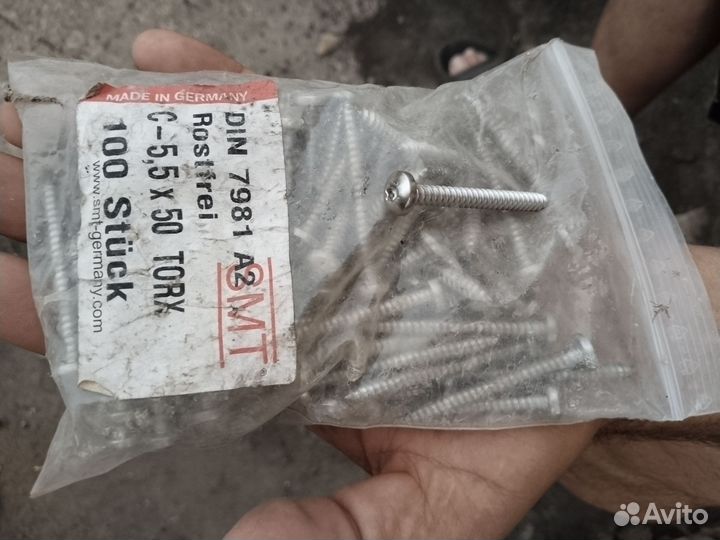 MADE IN GERMANY
DIN 7981 A2
Rostfrei
C-5,5 x 50 TORX
100 Stück
www.smt-germany.com
SMT
Avito